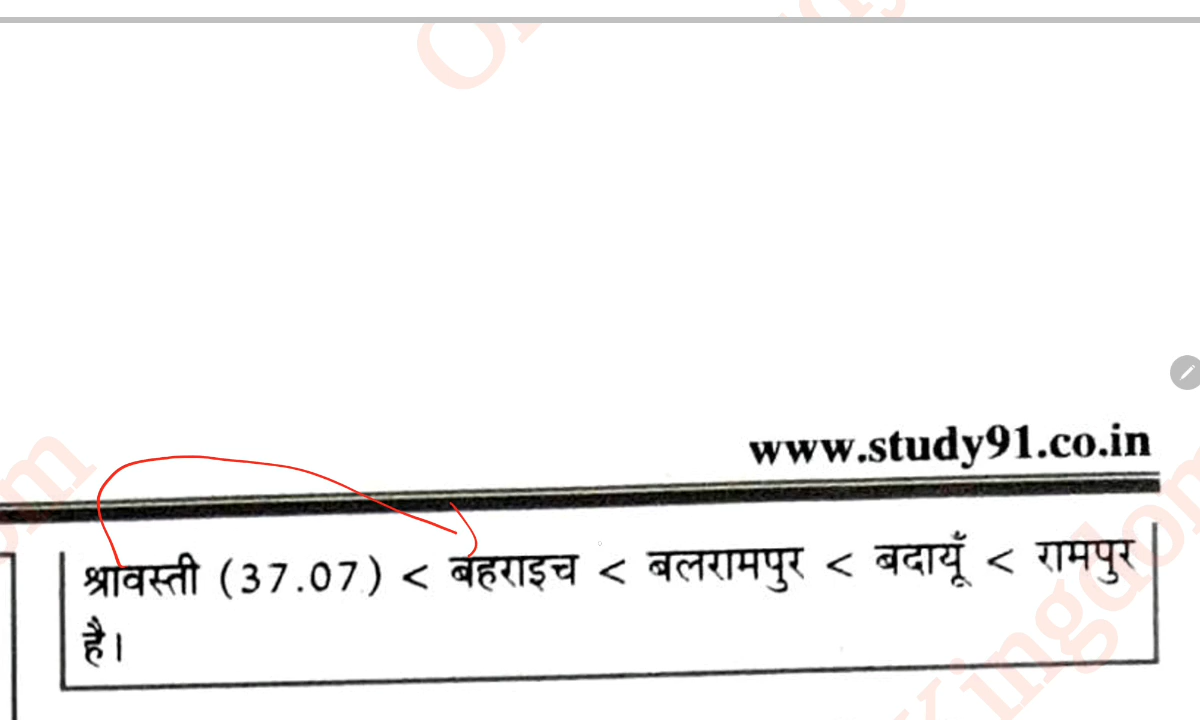 www.study91.co.in
श्रावस्ती (37.07) < बहराइच < बलरामपुर < बदायूँ < रामपुर
है।